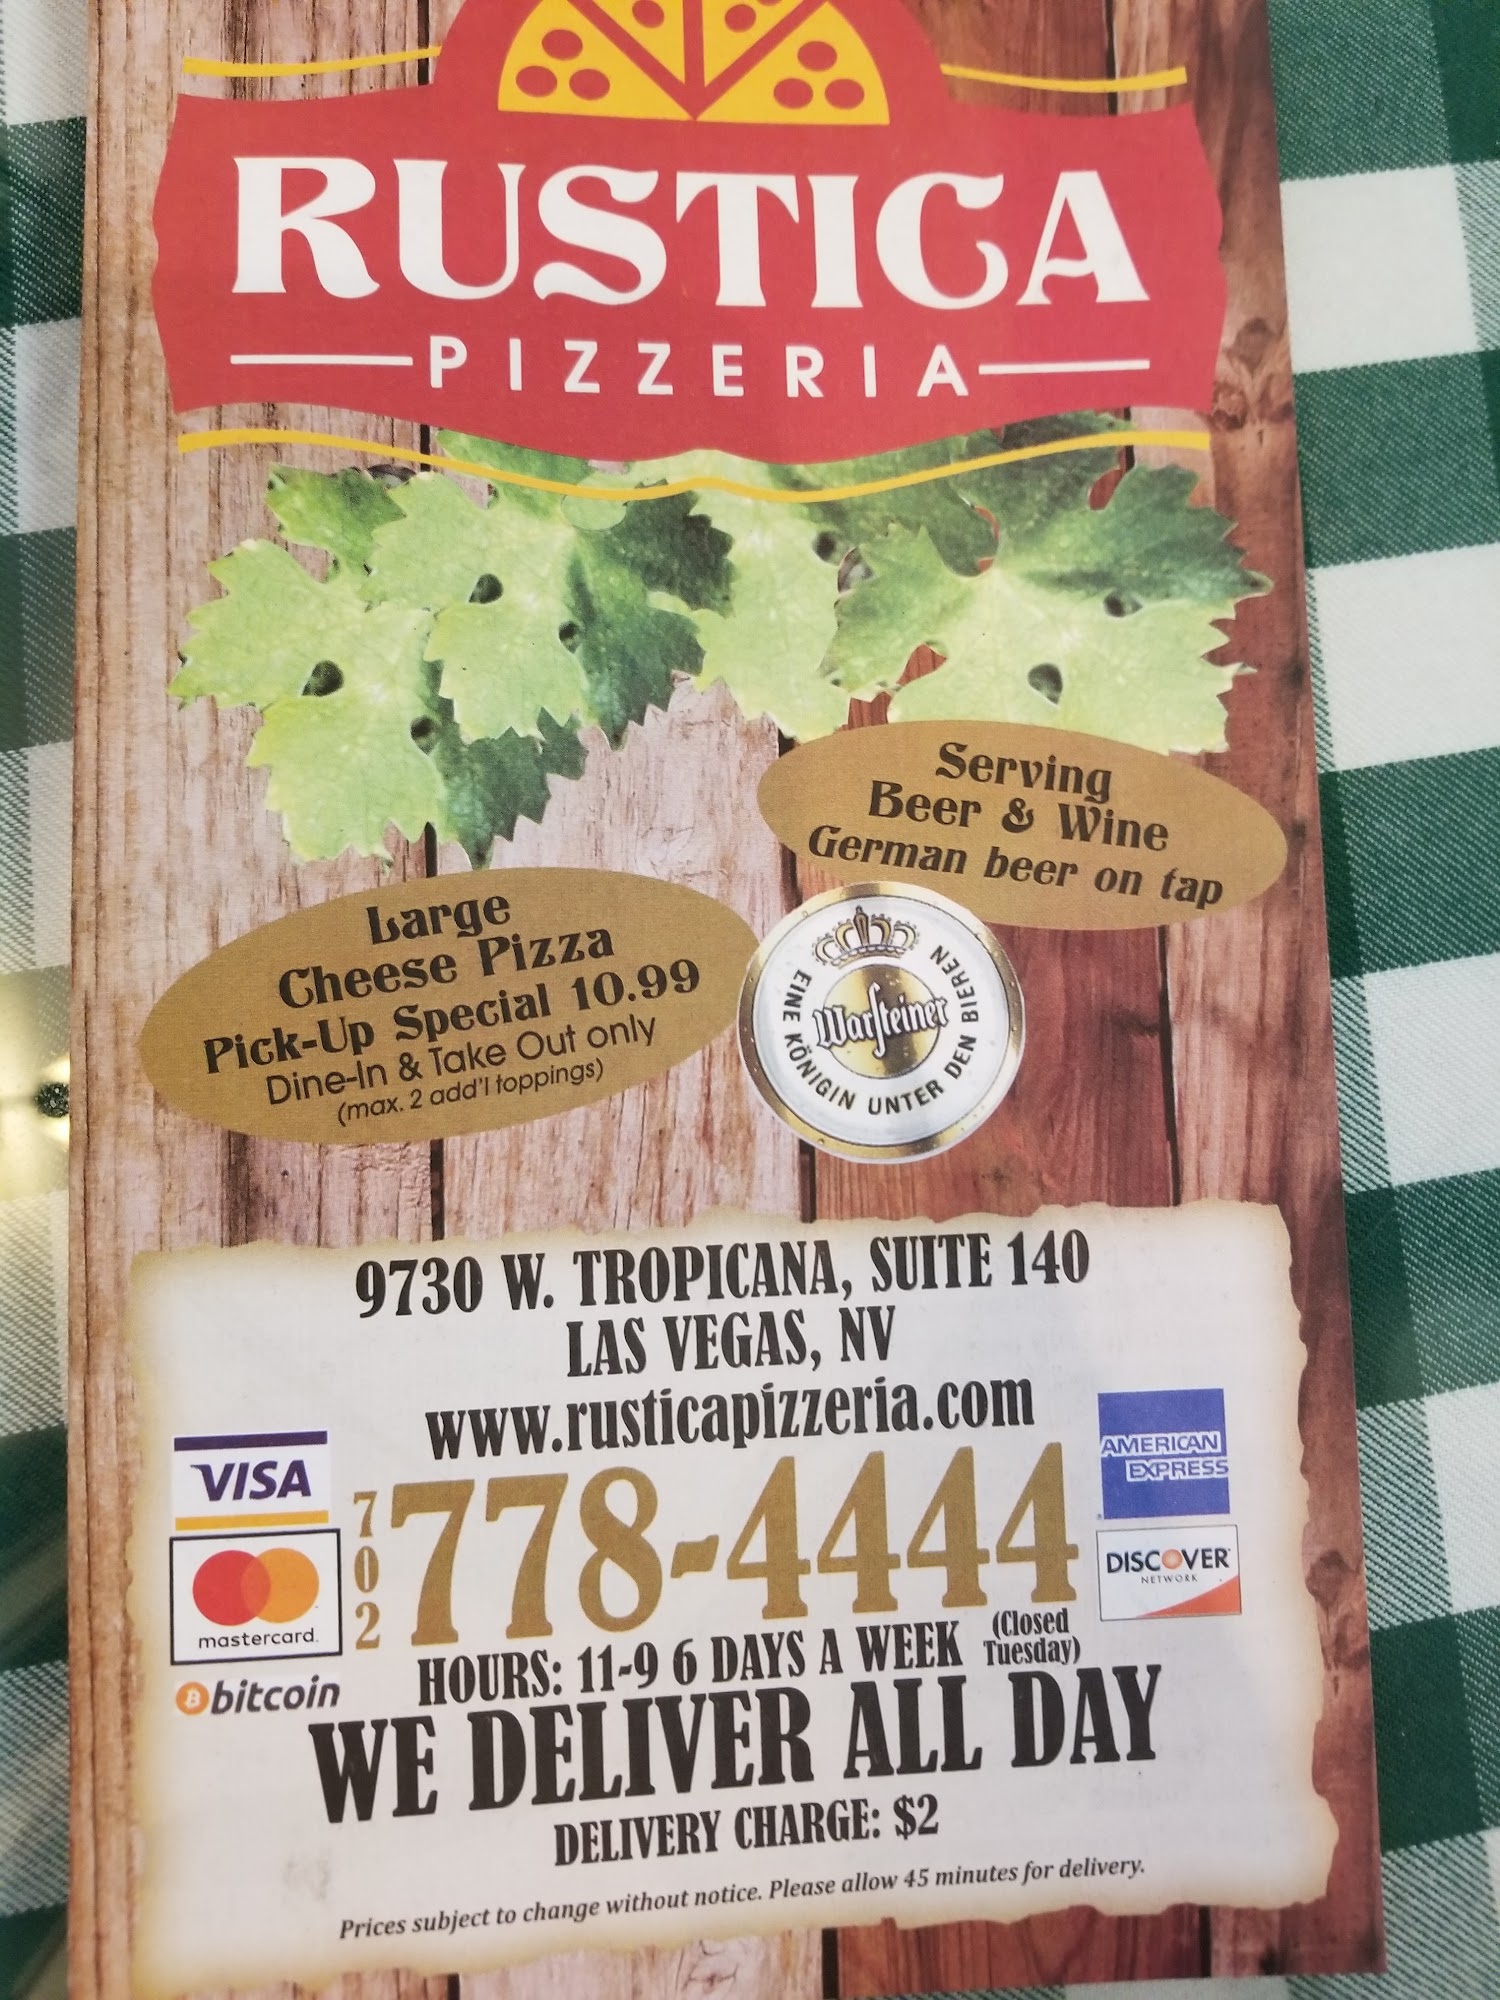 RUSTICA
PIZZERIA
Serving
Beer & Wine
German beer on tap
Large
Cheese Pizza
Pick-Up Special 10.99
Dine-In & Take Out only
(max. 2 add'l toppings)
Warsteiner
EINE KÖNIGIN UNTER DEN BIEREN
9730 W. TROPICANA, SUITE 140
LAS VEGAS, NV
www.rusticapizzeria.com
702 778-4444
VISA
mastercard.
bitcoin
AMERICAN
EXPRESS
DISCOVER
NETWORK
HOURS: 11-9 6 DAYS A WEEK (Closed
Tuesday)
WE DELIVER ALL DAY
DELIVERY CHARGE: $2
Prices subject to change without notice. Please allow 45 minutes for delivery.